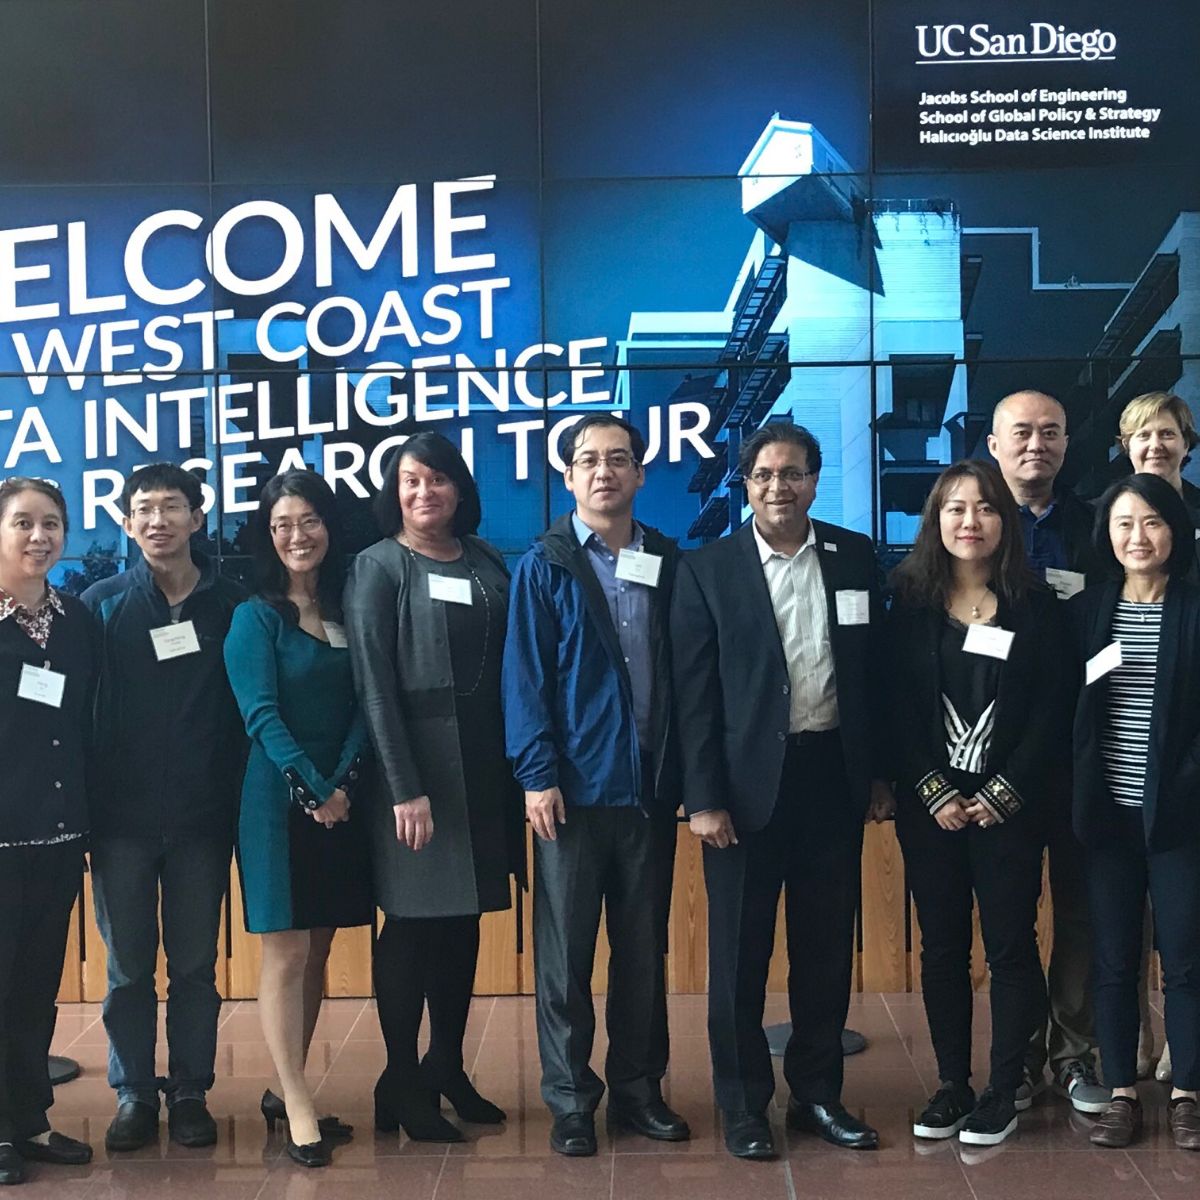 UC San Diego
Jacobs School of Engineering
School of Global Policy & Strategy
Halıcıoğlu Data Science Institute
ELCOME
WEST COAST
TA INTELLIGENCE
RESEARCH TOUR